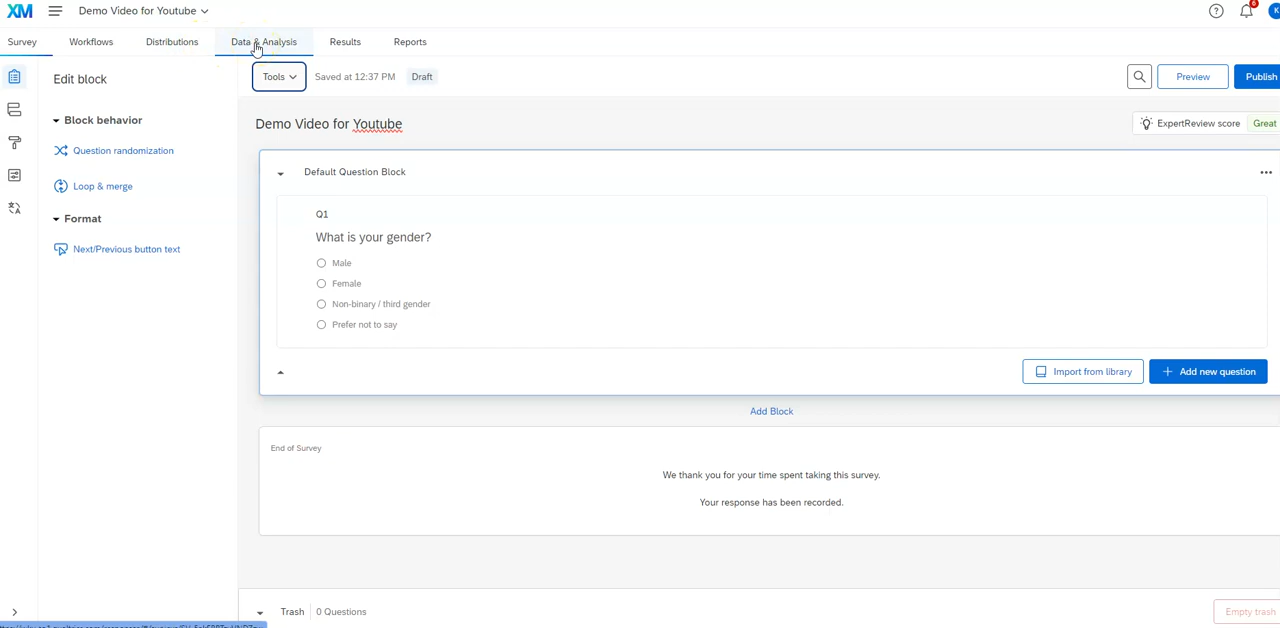 XM Demo Video for Youtube 6 K
Survey Workflows Distributions Data & Analysis Results Reports
Edit block Tools Saved at 12:37 PM Draft Preview Publish
Block behavior
Question randomization
Loop & merge
Format
Next/Previous button text
Demo Video for Youtube
ExpertReview score Great
Default Question Block
Q1
What is your gender?
Male
Female
Non-binary / third gender
Prefer not to say
Import from library + Add new question
Add Block
End of Survey
We thank you for your time spent taking this survey.
Your response has been recorded.
Trash 0 Questions Empty trash